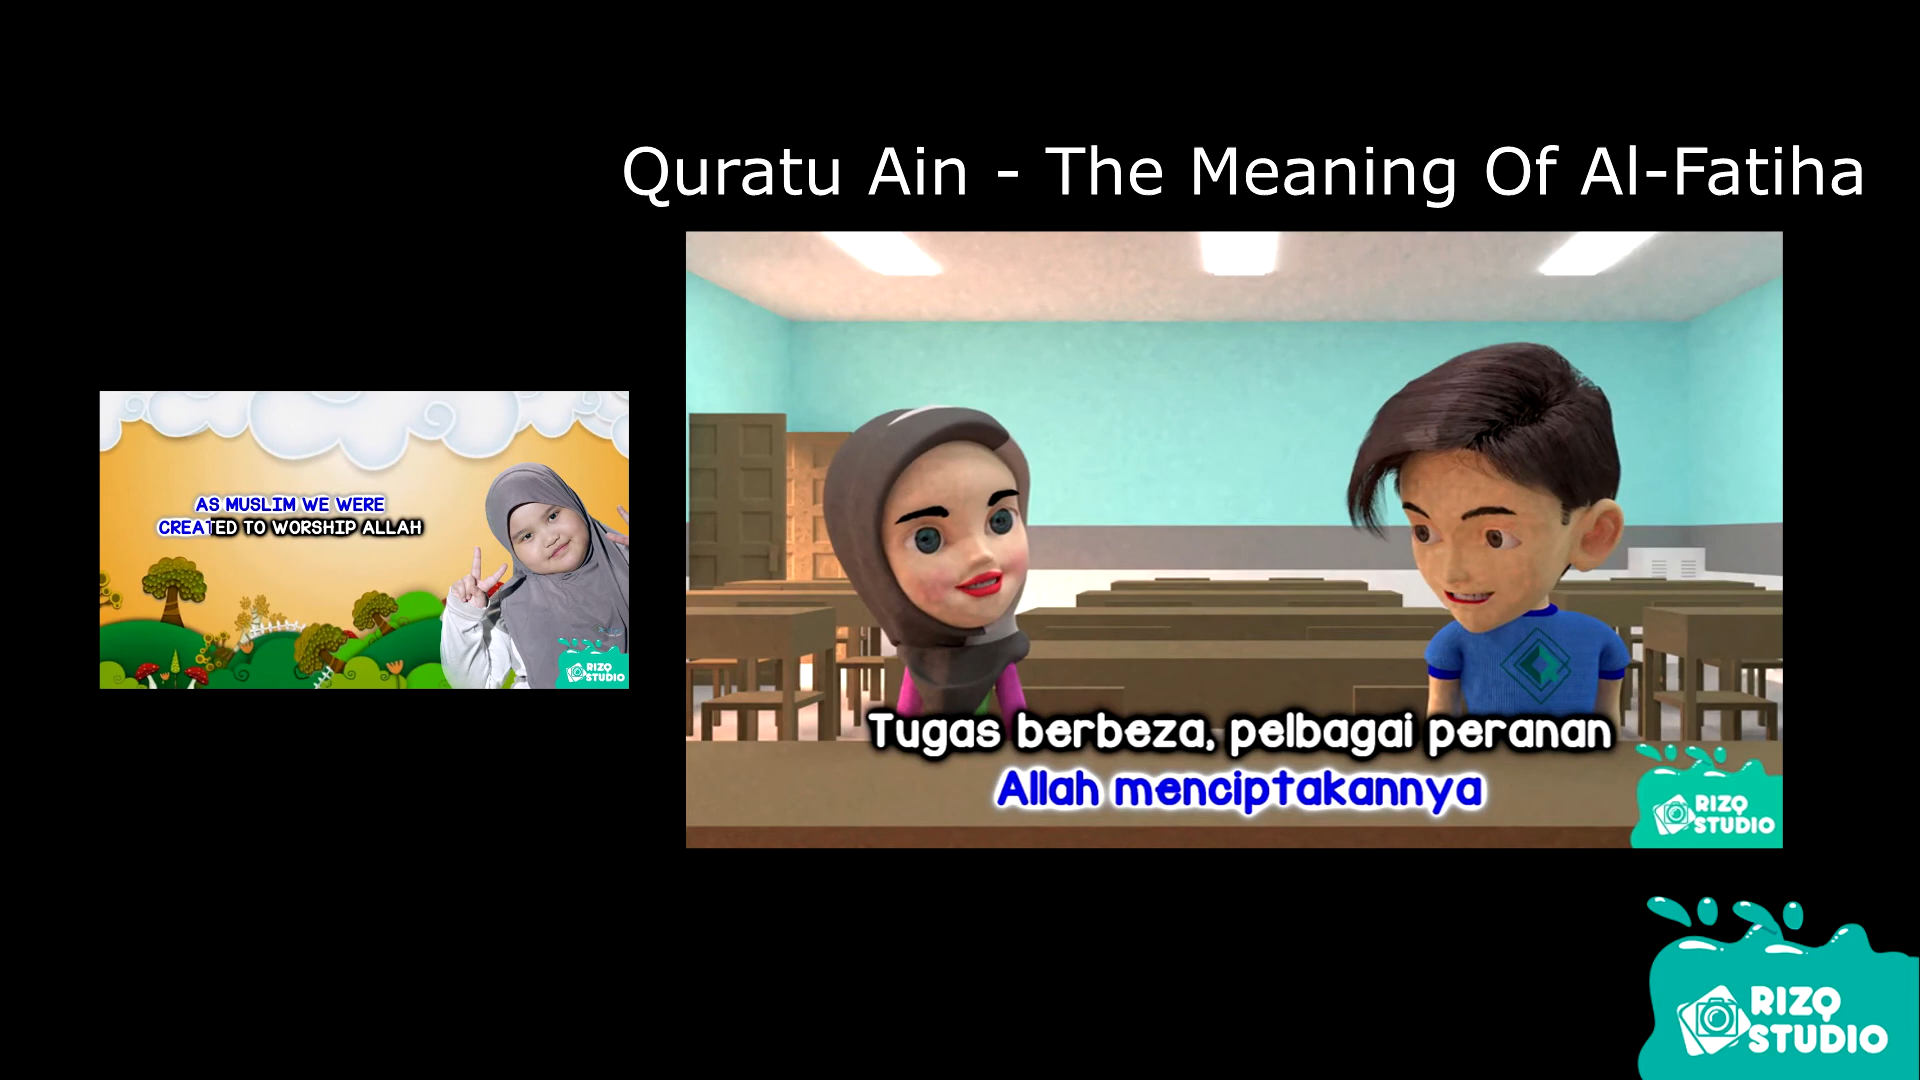 Quratu Ain - The Meaning Of Al-Fatiha
AS MUSLIM WE WERE
CREATED TO WORSHIP ALLAH
RIZQ
STUDIO
Tugas berbeza, pelbagai peranan
Allah menciptakannya
RIZQ
STUDIO
RIZQ
STUDIO